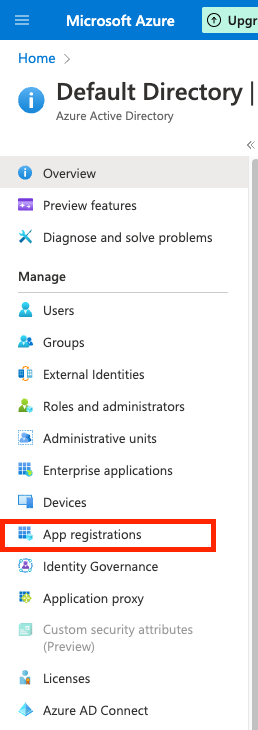 Microsoft Azure
Upgr
Home
Default Directory |
Azure Active Directory
Overview
Preview features
Diagnose and solve problems
Manage
Users
Groups
External Identities
Roles and administrators
Administrative units
Enterprise applications
Devices
App registrations
Identity Governance
Application proxy
Custom security attributes
(Preview)
Licenses
Azure AD Connect